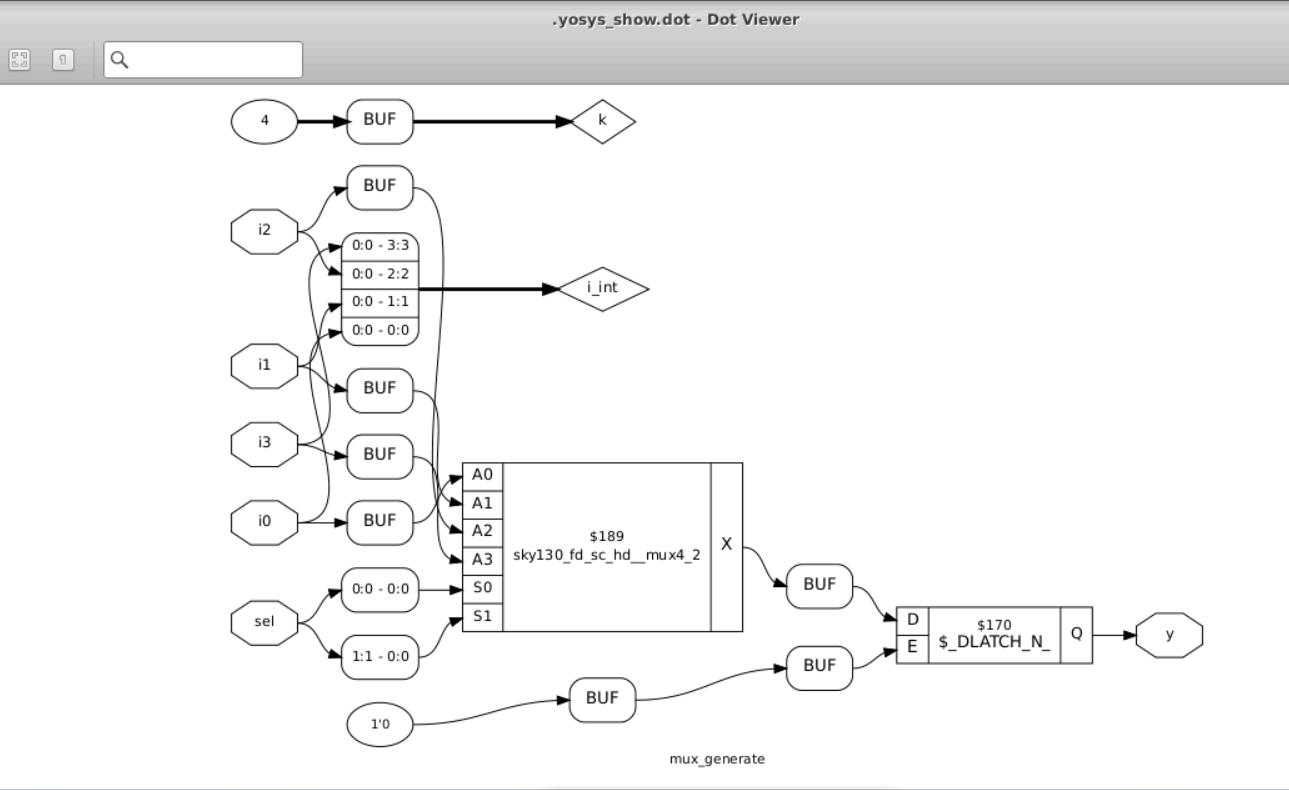 .yosys_show.dot - Dot Viewer
4
BUF
k
BUF
i2
0:0 - 3:3
0:0 - 2:2
0:0 - 1:1
0:0 - 0:0
i_int
i1
BUF
i3
BUF
i0
BUF
A0
A1
A2
A3
S0
S1
$189
sky130_fd_sc_hd__mux4_2
X
sel
0:0 - 0:0
1:1 - 0:0
BUF
D
E
$170
$_DLATCH_N_
Q
y
BUF
BUF
1'0
mux_generate